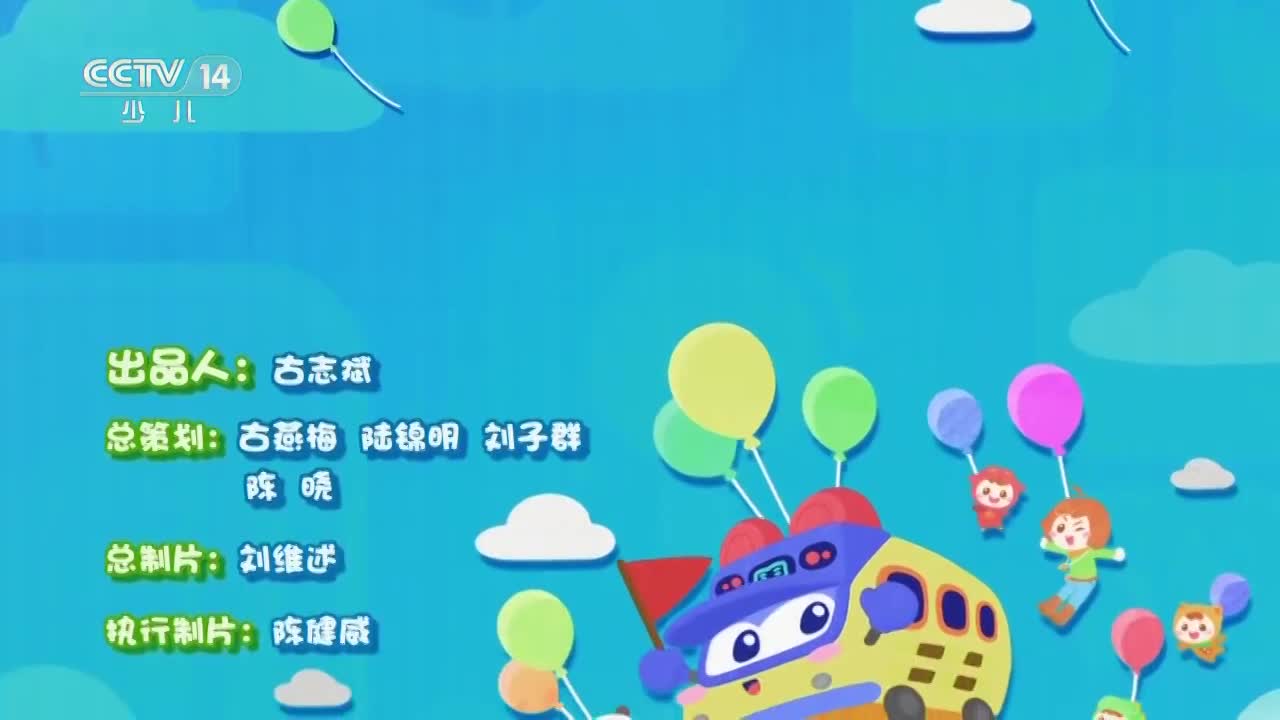 CCTV 14
少儿
出品人：古志斌
总策划：古燕梅 陆锦明 刘子群
陈 晓
总制片：刘维述
执行制片：陈健威